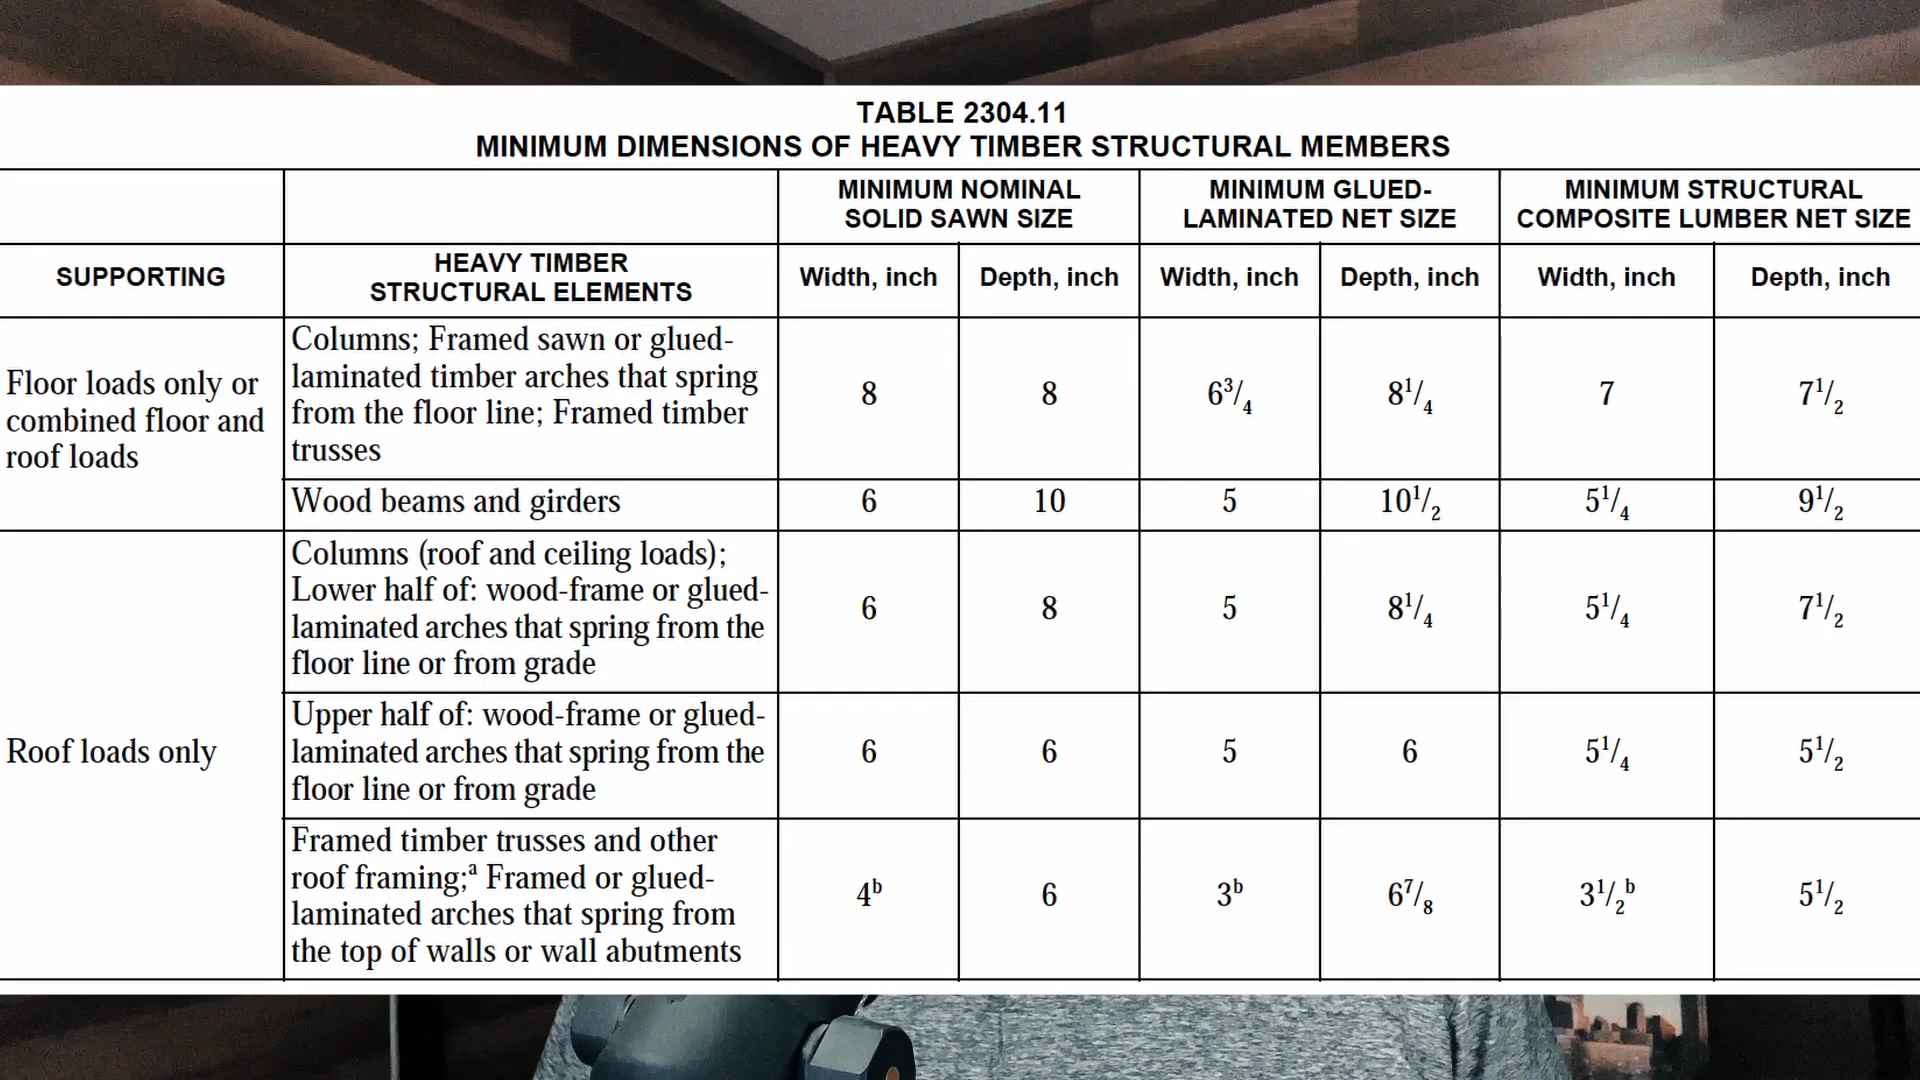 TABLE 2304.11
MINIMUM DIMENSIONS OF HEAVY TIMBER STRUCTURAL MEMBERS
MINIMUM NOMINAL
SOLID SAWN SIZE
MINIMUM GLUED-
LAMINATED NET SIZE
MINIMUM STRUCTURAL
COMPOSITE LUMBER NET SIZE
SUPPORTING
HEAVY TIMBER
STRUCTURAL ELEMENTS
Width, inch
Depth, inch
Width, inch
Depth, inch
Width, inch
Depth, inch
Floor loads only or
combined floor and
roof loads
Columns; Framed sawn or glued-
laminated timber arches that spring
from the floor line; Framed timber
trusses
8
8
6 3/4
8 1/4
7
7 1/2
Wood beams and girders
6
10
5
10 1/2
5 1/4
9 1/2
Roof loads only
Columns (roof and ceiling loads);
Lower half of: wood-frame or glued-
laminated arches that spring from the
floor line or from grade
6
8
5
8 1/4
5 1/4
7 1/2
Upper half of: wood-frame or glued-
laminated arches that spring from the
floor line or from grade
6
6
5
6
5 1/4
5 1/2
Framed timber trusses and other
roof framing;a Framed or glued-
laminated arches that spring from
the top of walls or wall abutments
4b
6
3b
6 7/8
3 1/2 b
5 1/2